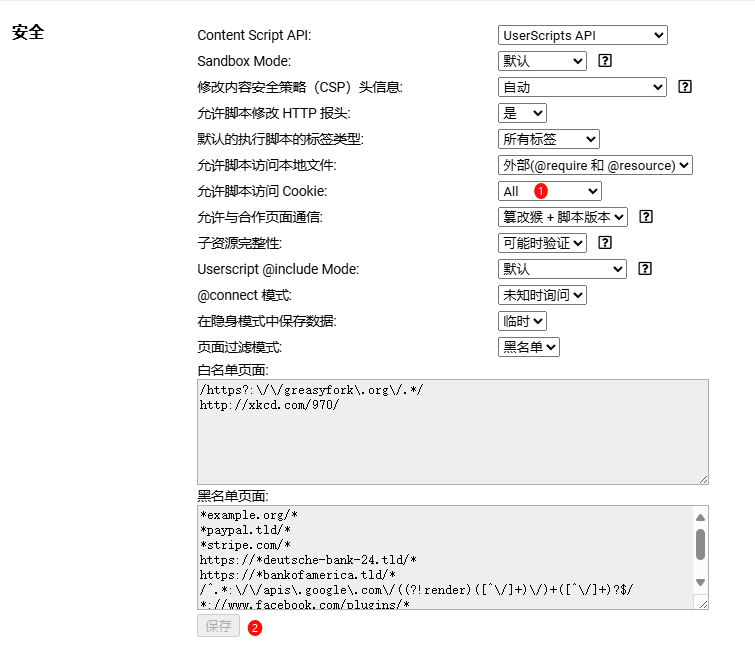 安全
Content Script API: UserScripts API
Sandbox Mode: 默认 ?
修改内容安全策略（CSP）头信息: 自动 ?
允许脚本修改 HTTP 报头: 是
默认的执行脚本的标签类型: 所有标签
允许脚本访问本地文件: 外部(@require 和 @resource)
允许脚本访问 Cookie: All 1
允许与合作页面通信: 篡改猴 + 脚本版本 ?
子资源完整性: 可能时验证 ?
Userscript @include Mode: 默认 ?
@connect 模式: 未知时询问
在隐身模式中保存数据: 临时
页面过滤模式: 黑名单
白名单页面:
/https?:\/\/greasyfork\.org\/.*/
http://xkcd.com/970/
黑名单页面:
*example.org/*
*paypal.tld/*
*stripe.com/*
https://*deutsche-bank-24.tld/*
https://*bankofamerica.tld/*
/^.*:\/\/apis\.google\.com\/((?!render)([^\/]+)\/)+([^\/]+)?$/
*://www.facebook.com/plugins/*
保存 2